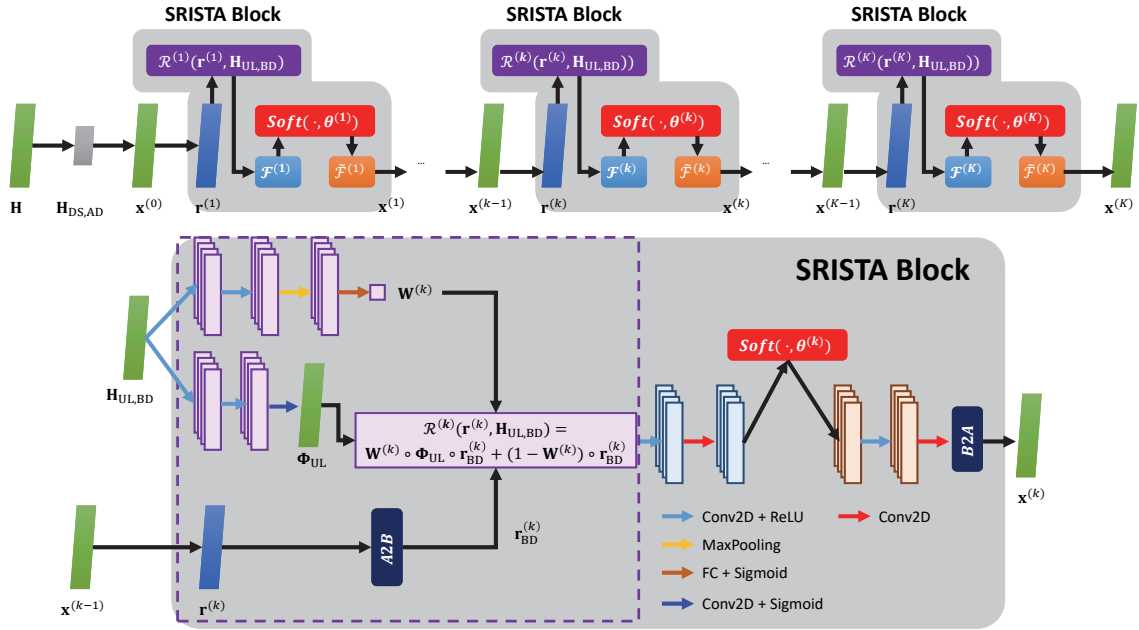 SRISTA Block
SRISTA Block
SRISTA Block
ℛ⁽¹⁾(r⁽¹⁾, H_UL,BD)
ℛ⁽ᵏ⁾(r⁽ᵏ⁾, H_UL,BD))
ℛ⁽ᴷ⁾(r⁽ᴷ⁾, H_UL,BD))
Soft(·, θ⁽¹⁾)
Soft(·, θ⁽ᵏ⁾)
Soft(·, θ⁽ᴷ⁾)
ℱ⁽¹⁾
ℱ̃⁽¹⁾
...
ℱ⁽ᵏ⁾
ℱ̃⁽ᵏ⁾
...
ℱ⁽ᴷ⁾
ℱ̃⁽ᴷ⁾
H
H_DS,AD
x⁽⁰⁾
r⁽¹⁾
x⁽¹⁾
x⁽ᵏ⁻¹⁾
r⁽ᵏ⁾
x⁽ᵏ⁾
x⁽ᴷ⁻¹⁾
r⁽ᴷ⁾
x⁽ᴷ⁾
SRISTA Block
W⁽ᵏ⁾
Soft(·, θ⁽ᵏ⁾)
H_UL,BD
Φ_UL
ℛ⁽ᵏ⁾(r⁽ᵏ⁾, H_UL,BD) =
W⁽ᵏ⁾ ∘ Φ_UL ∘ r_BD⁽ᵏ⁾ + (1 − W⁽ᵏ⁾) ∘ r_BD⁽ᵏ⁾
B2A
x⁽ᵏ⁾
A2B
r_BD⁽ᵏ⁾
x⁽ᵏ⁻¹⁾
r⁽ᵏ⁾
Conv2D + ReLU
Conv2D
MaxPooling
FC + Sigmoid
Conv2D + Sigmoid